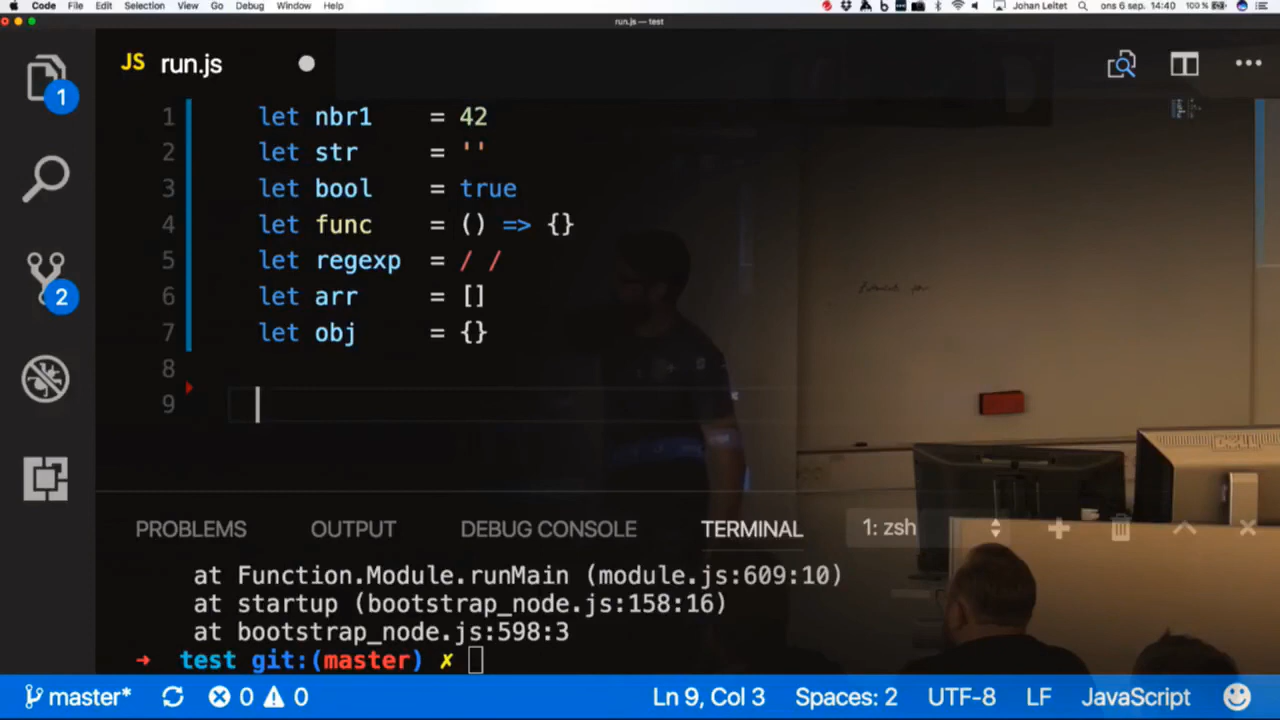 Code File Edit Selection View Go Debug Window Help Johan Leitet ons 6 sep. 14:40 100 %
run.js — test
JS run.js
1 let nbr1 = 42
2 let str = ''
3 let bool = true
4 let func = () => {}
5 let regexp = / /
6 let arr = []
7 let obj = {}
8
9
1
2
PROBLEMS OUTPUT DEBUG CONSOLE TERMINAL 1: zsh
at Function.Module.runMain (module.js:609:10)
at startup (bootstrap_node.js:158:16)
at bootstrap_node.js:598:3
➜ test git:(master) ✗
master* 0 0 Ln 9, Col 3 Spaces: 2 UTF-8 LF JavaScript
DELL